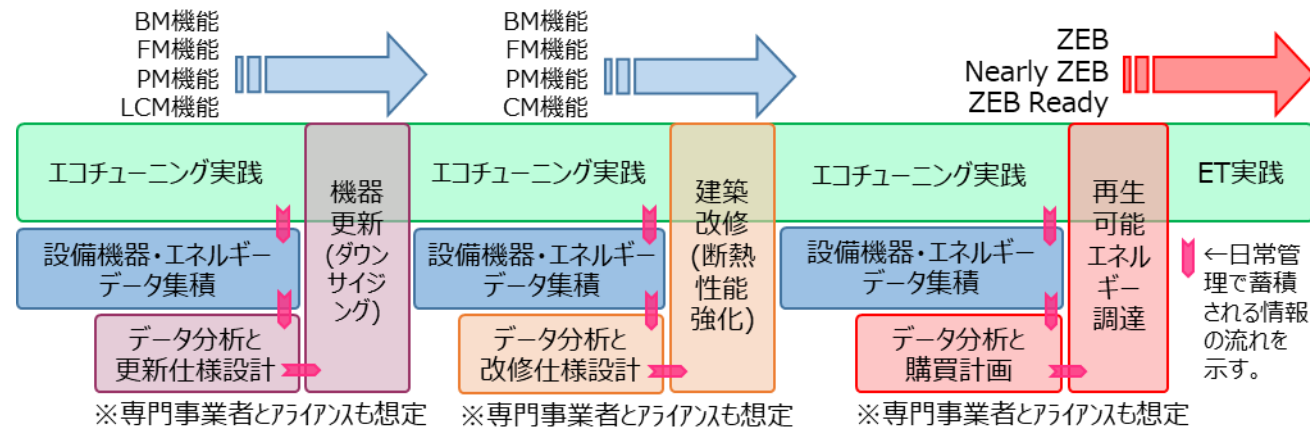 BM機能
FM機能
PM機能
LCM機能
BM機能
FM機能
PM機能
CM機能
ZEB
Nearly ZEB
ZEB Ready
エコチューニング実践
機器
更新
(ダウン
サイジ
ング)
エコチューニング実践
建築
改修
(断熱
性能
強化)
エコチューニング実践
再生
可能
エネル
ギー
調達
ET実践
設備機器・エネルギー
データ集積
設備機器・エネルギー
データ集積
設備機器・エネルギー
データ集積
←日常管
理で蓄積
される情報
の流れを
示す。
データ分析と
更新仕様設計
データ分析と
改修仕様設計
データ分析と
購買計画
※専門事業者とアライアンスも想定
※専門事業者とアライアンスも想定
※専門事業者とアライアンスも想定